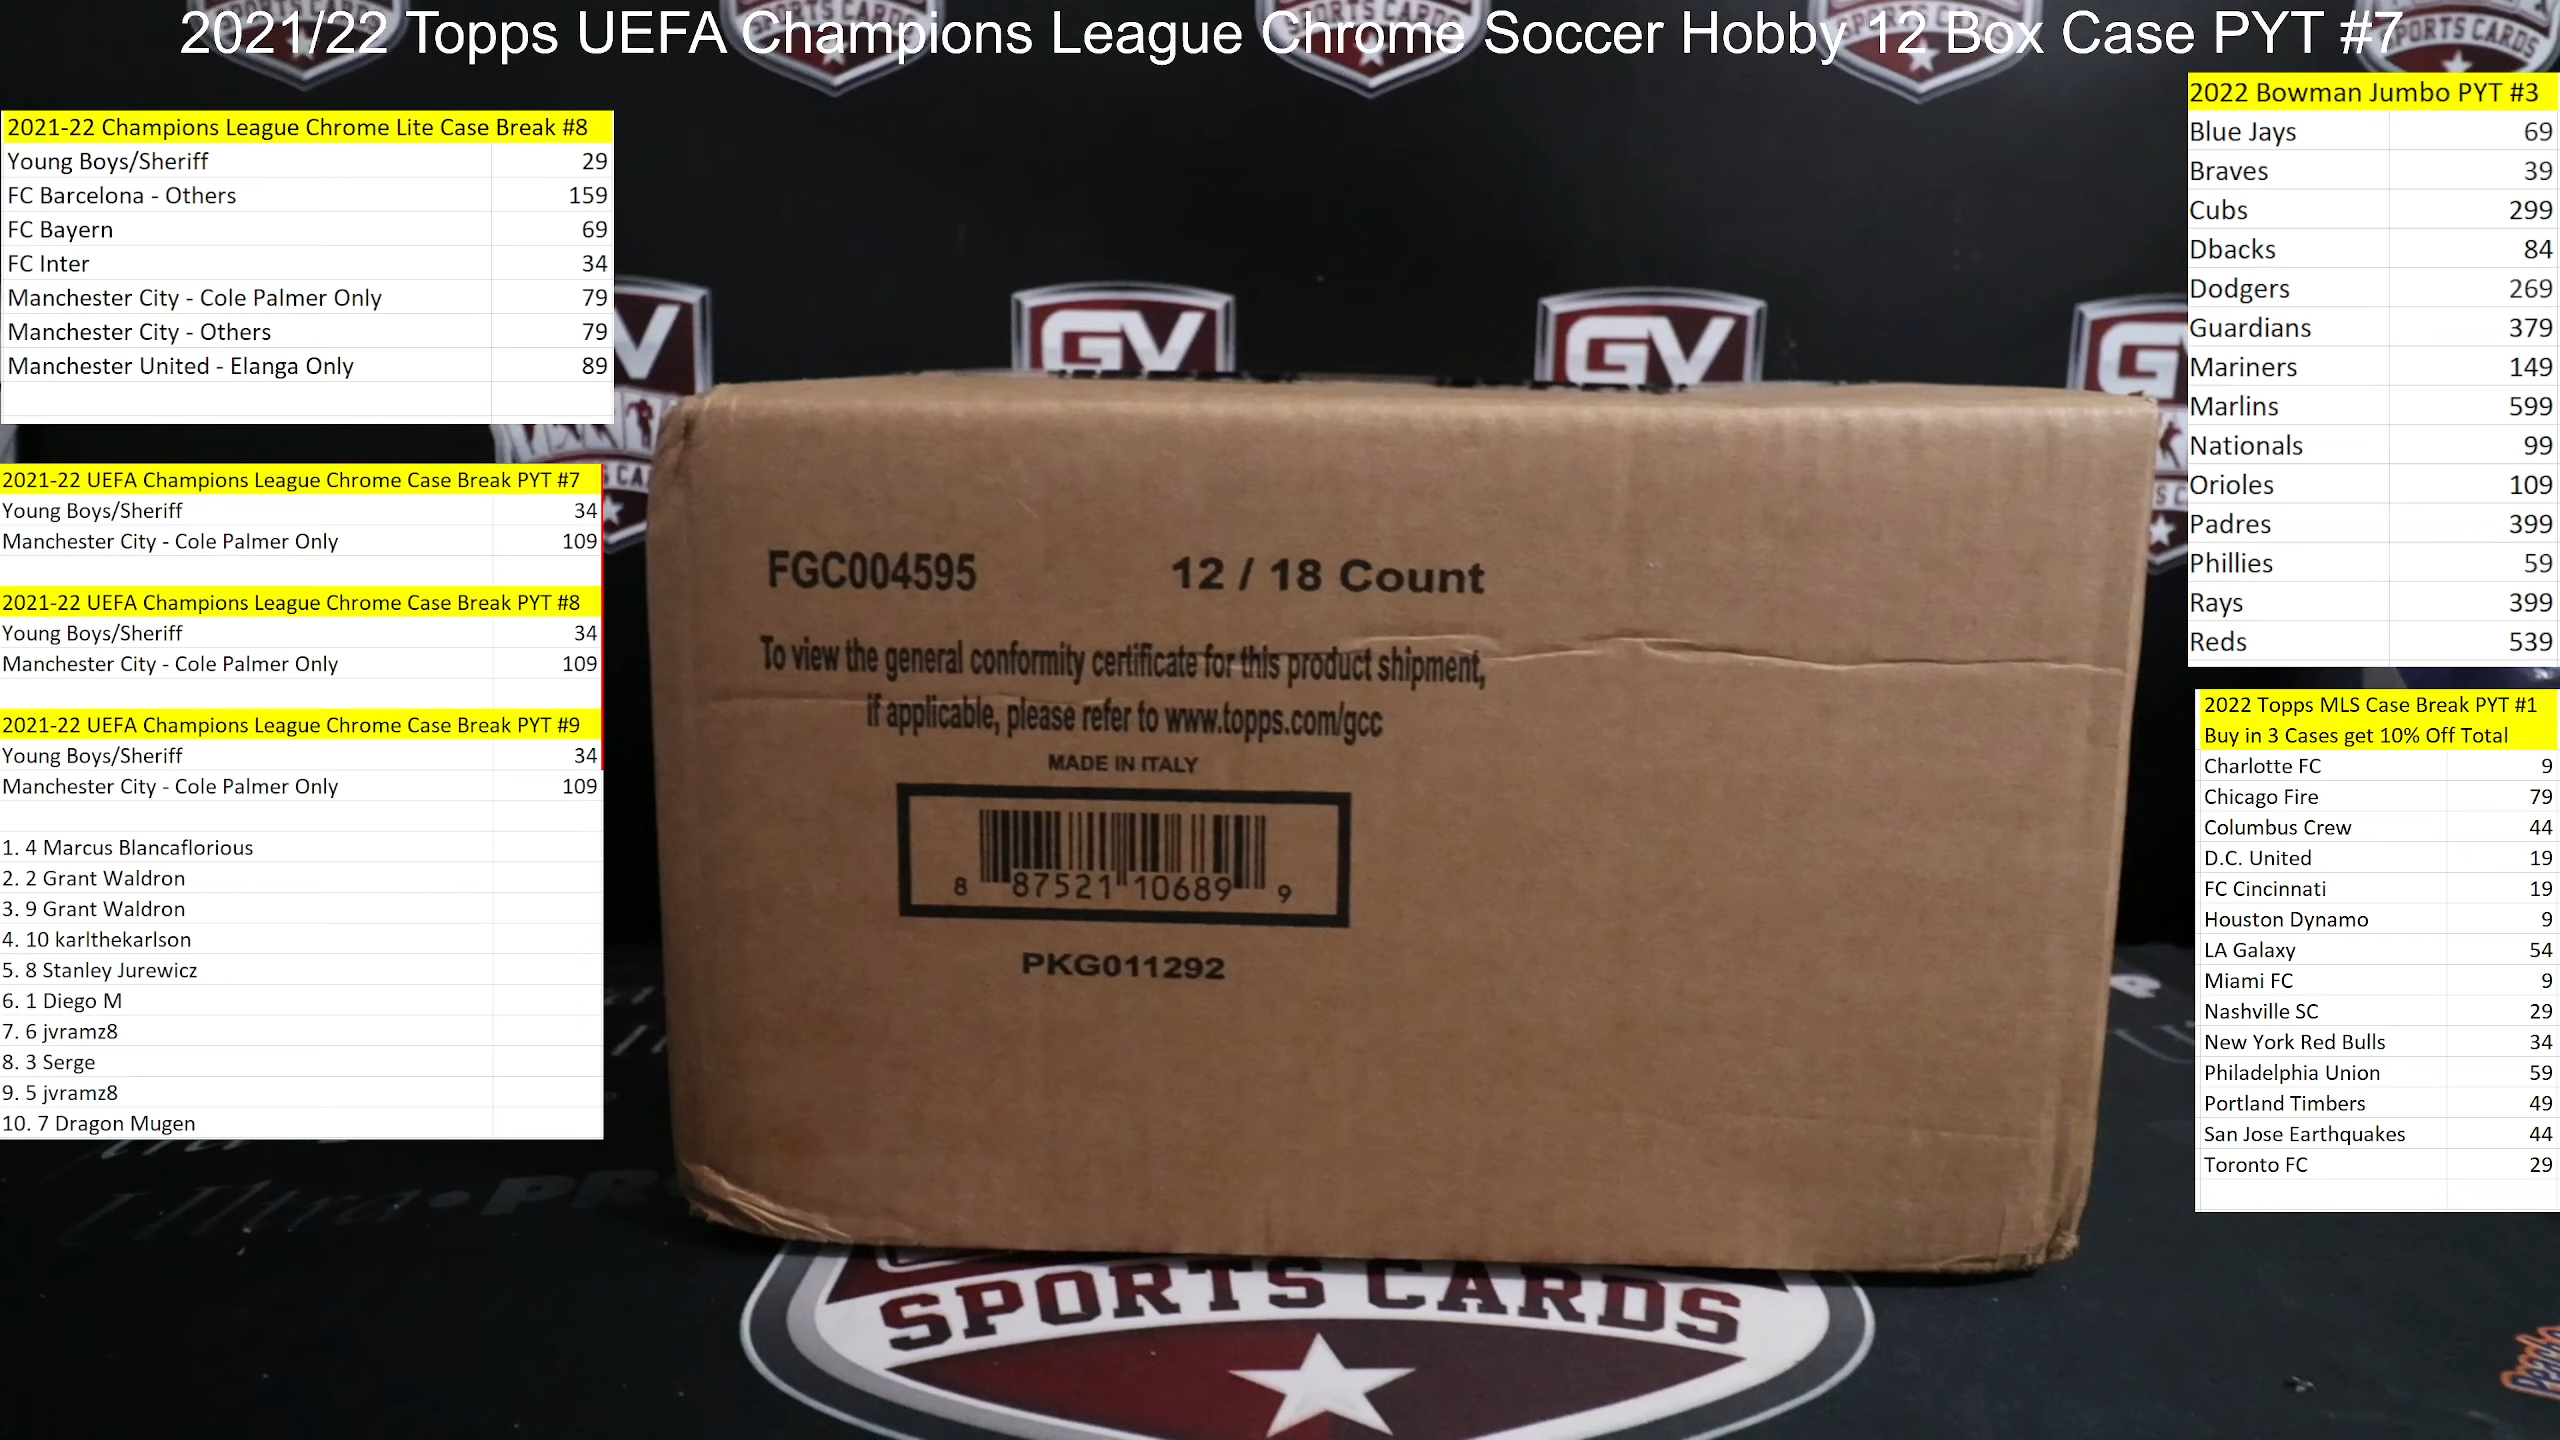 2021/22 Topps UEFA Champions League Chrome Soccer Hobby 12 Box Case PYT #7
2021-22 Champions League Chrome Lite Case Break #8
Young Boys/Sheriff 29
FC Barcelona - Others 159
FC Bayern 69
FC Inter 34
Manchester City - Cole Palmer Only 79
Manchester City - Others 79
Manchester United - Elanga Only 89
2021-22 UEFA Champions League Chrome Case Break PYT #7
Young Boys/Sheriff 34
Manchester City - Cole Palmer Only 109
2021-22 UEFA Champions League Chrome Case Break PYT #8
Young Boys/Sheriff 34
Manchester City - Cole Palmer Only 109
2021-22 UEFA Champions League Chrome Case Break PYT #9
Young Boys/Sheriff 34
Manchester City - Cole Palmer Only 109
1. 4 Marcus Blancaflorious
2. 2 Grant Waldron
3. 9 Grant Waldron
4. 10 karlthekarlson
5. 8 Stanley Jurewicz
6. 1 Diego M
7. 6 jvramz8
8. 3 Serge
9. 5 jvramz8
10. 7 Dragon Mugen
GV
GV
FGC004595 12 / 18 Count
To view the general conformity certificate for this product shipment,
if applicable, please refer to www.topps.com/gcc
MADE IN ITALY
8 87521 10689 9
PKG011292
SPORTS CARDS
2022 Bowman Jumbo PYT #3
Blue Jays 69
Braves 39
Cubs 299
Dbacks 84
Dodgers 269
Guardians 379
Mariners 149
Marlins 599
Nationals 99
Orioles 109
Padres 399
Phillies 59
Rays 399
Reds 539
2022 Topps MLS Case Break PYT #1
Buy in 3 Cases get 10% Off Total
Charlotte FC 9
Chicago Fire 79
Columbus Crew 44
D.C. United 19
FC Cincinnati 19
Houston Dynamo 9
LA Galaxy 54
Miami FC 9
Nashville SC 29
New York Red Bulls 34
Philadelphia Union 59
Portland Timbers 49
San Jose Earthquakes 44
Toronto FC 29